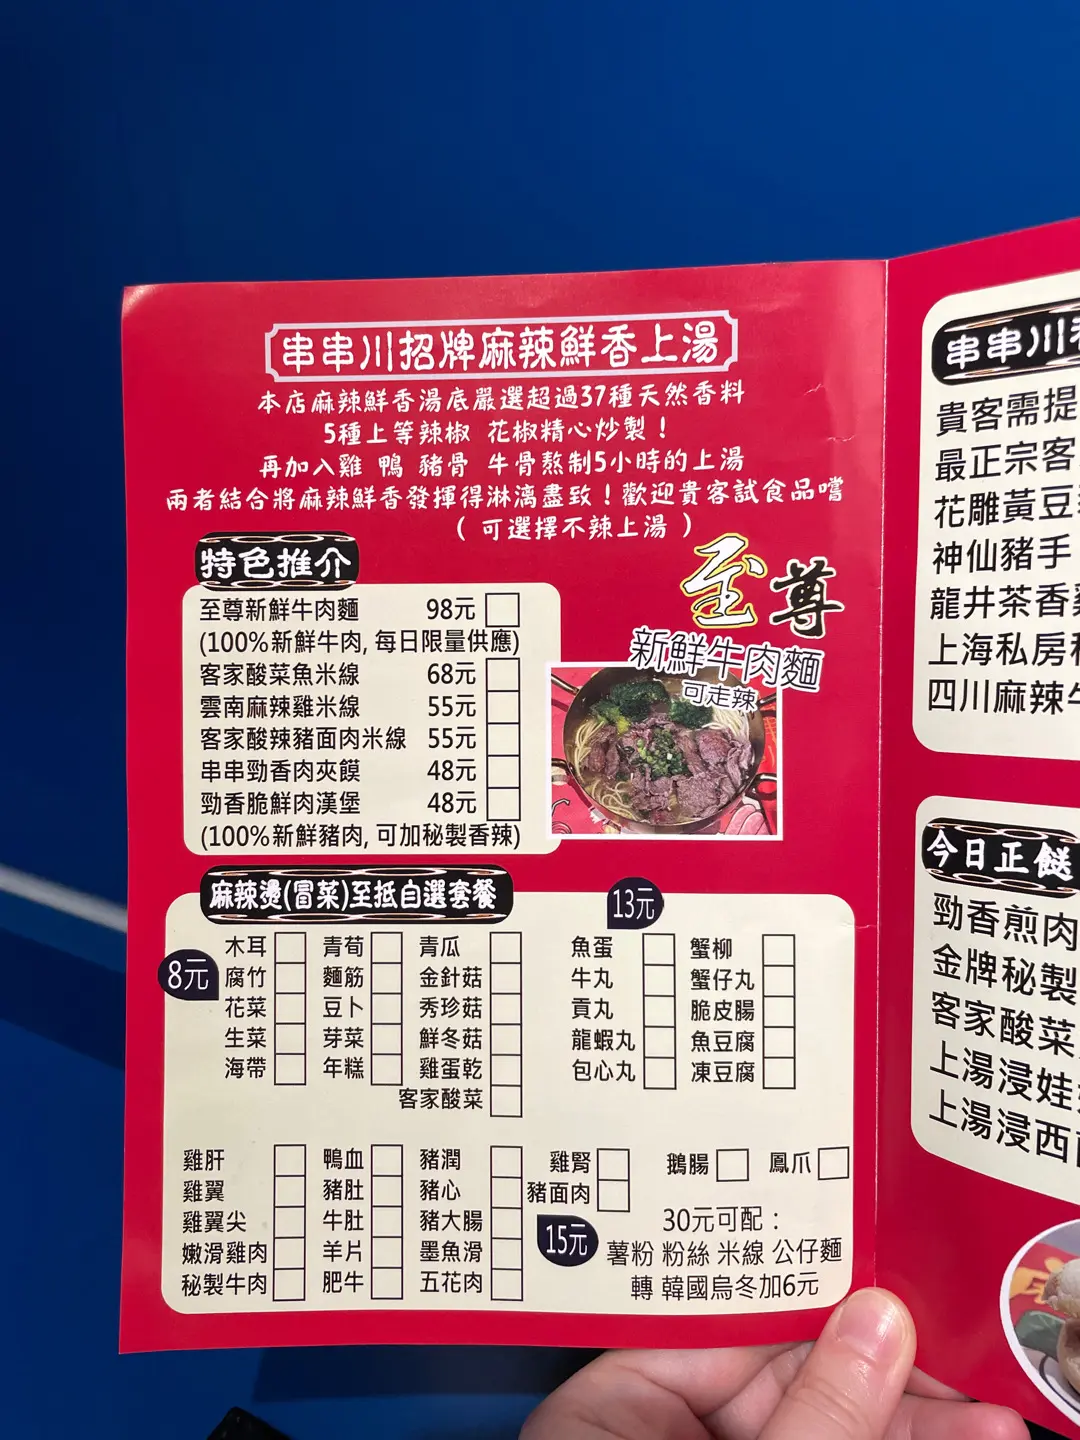 串串川招牌麻辣鮮香上湯
本店麻辣鮮香湯底嚴選超過37種天然香料
5種上等辣椒 花椒精心炒製！
再加入雞 鴨 豬骨 牛骨熬制5小時的上湯
兩者結合將麻辣鮮香發揮得淋漓盡致！歡迎貴客試食品嚐
（可選擇不辣上湯）
特色推介
至尊新鮮牛肉麵 98元
(100%新鮮牛肉, 每日限量供應)
客家酸菜魚米線 68元
雲南麻辣雞米線 55元
客家酸辣豬面肉米線 55元
串串勁香肉夾饃 48元
勁香脆鮮肉漢堡 48元
(100%新鮮豬肉, 可加秘製香辣)
至尊
新鮮牛肉麵
可走辣
麻辣燙(冒菜)至抵自選套餐
8元
木耳 青荀 青瓜
腐竹 麵筋 金針菇
花菜 豆卜 秀珍菇
生菜 芽菜 鮮冬菇
海帶 年糕 雞蛋乾
客家酸菜
13元
魚蛋 蟹柳
牛丸 蟹仔丸
貢丸 脆皮腸
龍蝦丸 魚豆腐
包心丸 凍豆腐
雞肝 鴨血 豬潤
雞翼 豬肚 豬心
雞翼尖 牛肚 豬大腸
嫩滑雞肉 羊片 墨魚滑
秘製牛肉 肥牛 五花肉
雞腎 鵝腸 鳳爪
豬面肉
15元
30元可配：
薯粉 粉絲 米線 公仔麵
轉 韓國烏冬加6元
串串川
貴客需提
最正宗客
花雕黃豆
神仙豬手
龍井茶香
上海私房
四川麻辣
今日正餸
勁香煎肉
金牌秘製
客家酸菜
上湯浸娃
上湯浸西